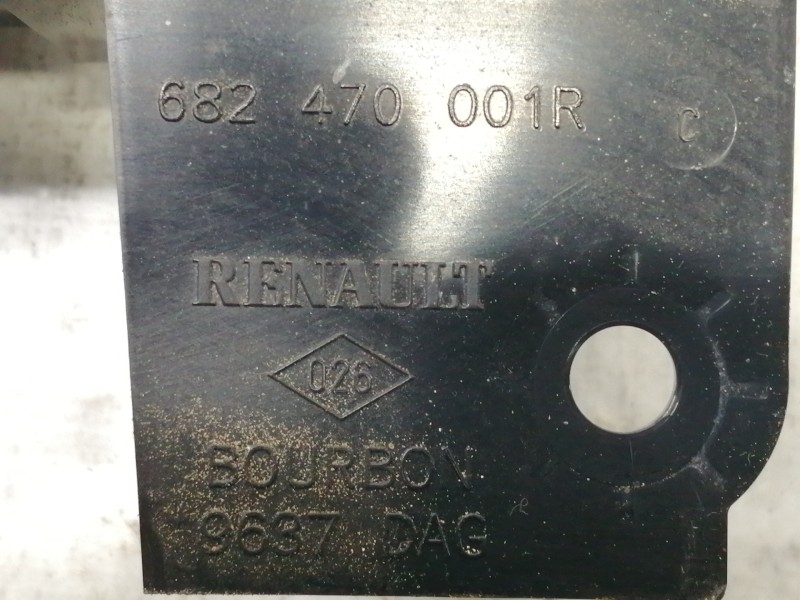 682 470 001R
C
RENAULT
026
BOURBON
9637 DAG